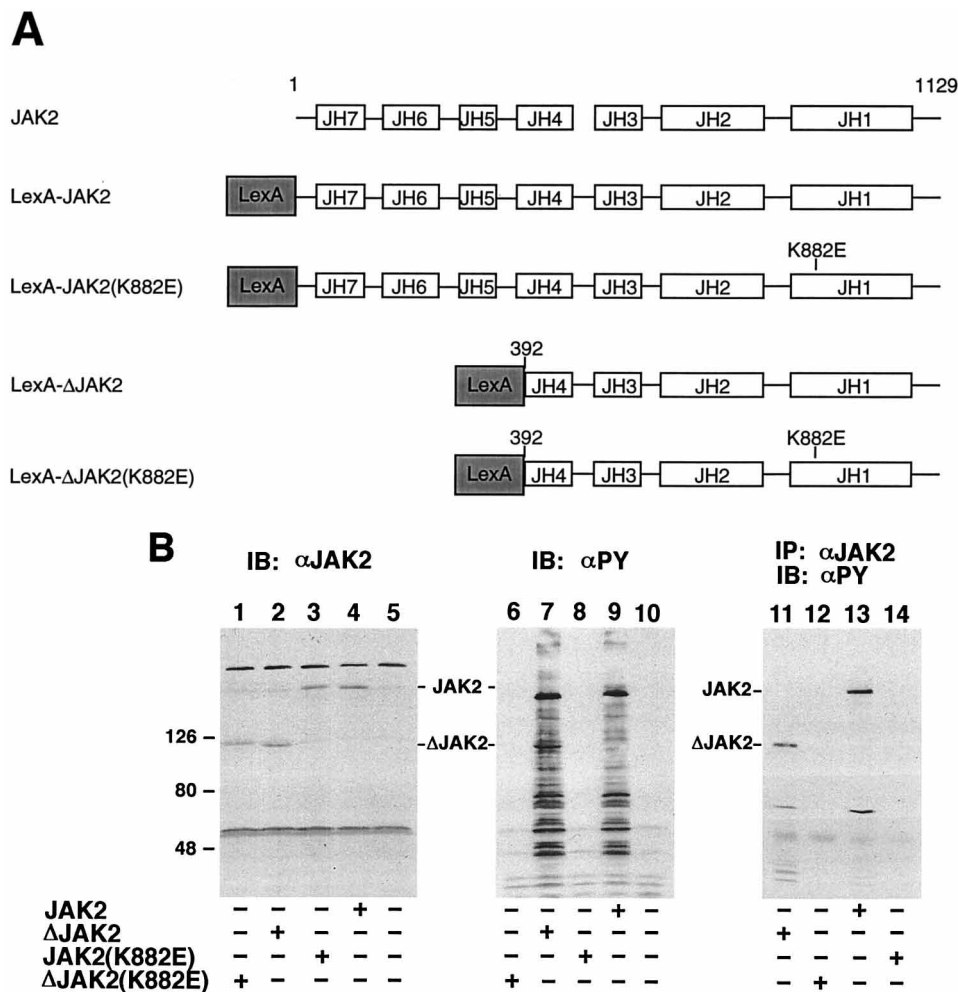 A
1 1129
JAK2 JH7 JH6 JH5 JH4 JH3 JH2 JH1
LexA-JAK2 LexA JH7 JH6 JH5 JH4 JH3 JH2 JH1
K882E
LexA-JAK2(K882E) LexA JH7 JH6 JH5 JH4 JH3 JH2 JH1
392
LexA-ΔJAK2 LexA JH4 JH3 JH2 JH1
392 K882E
LexA-ΔJAK2(K882E) LexA JH4 JH3 JH2 JH1
B
IB: αJAK2
1 2 3 4 5
126
80
48
IB: αPY
6 7 8 9 10
JAK2
ΔJAK2
IP: αJAK2
IB: αPY
11 12 13 14
JAK2
ΔJAK2
JAK2 - - - + - - - - + - - - + -
ΔJAK2 - + - - - - + - - - + - - -
JAK2(K882E) - - + - - - - + - - - - - +
ΔJAK2(K882E) + - - - - + - - - - - + - -